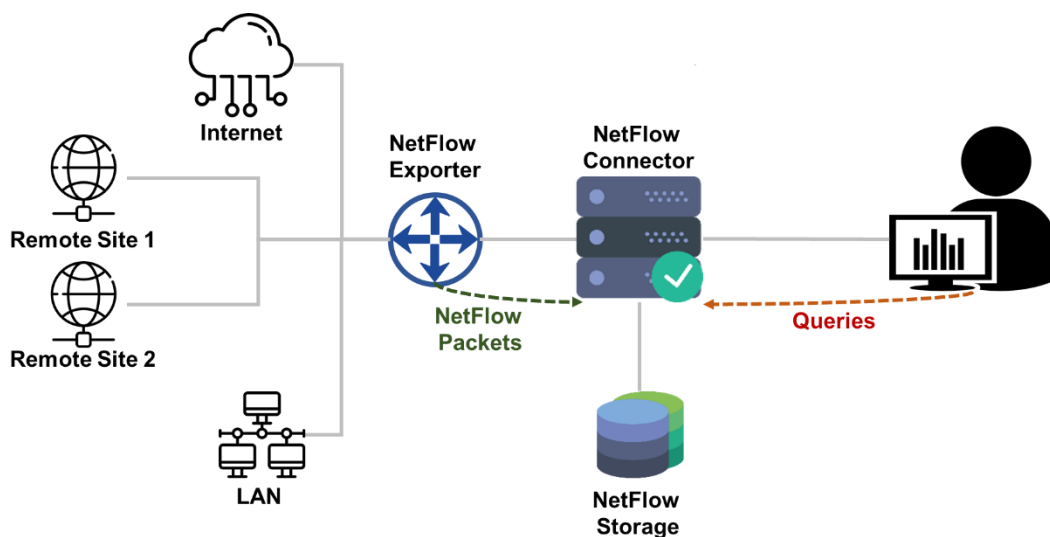 Internet
Remote Site 1
Remote Site 2
LAN
NetFlow
Exporter
NetFlow
Packets
NetFlow
Connector
NetFlow
Storage
Queries